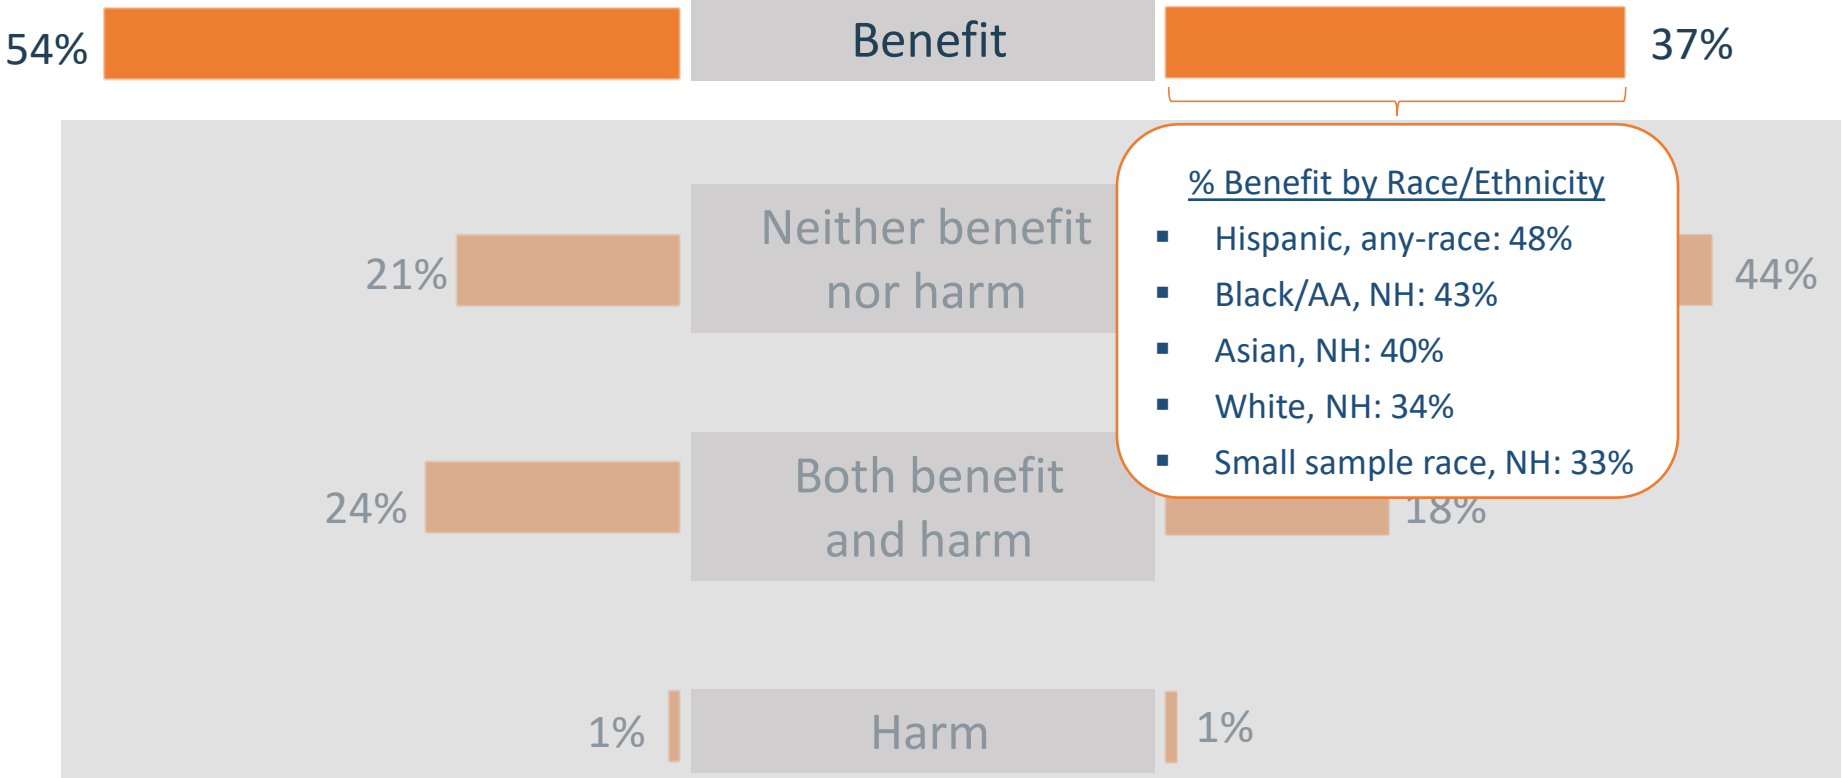 54%
Benefit
37%
% Benefit by Race/Ethnicity
▪ Hispanic, any-race: 48%
▪ Black/AA, NH: 43%
▪ Asian, NH: 40%
▪ White, NH: 34%
▪ Small sample race, NH: 33%
21%
Neither benefit
nor harm
44%
24%
Both benefit
and harm
18%
1%
Harm
1%